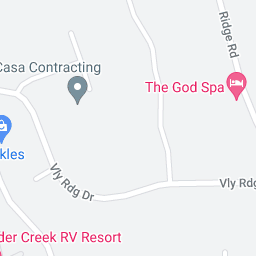 Ridge Rd
Casa Contracting
The God Spa
kles
Vly Rdg Dr
Vly Rdg
der Creek RV Resort